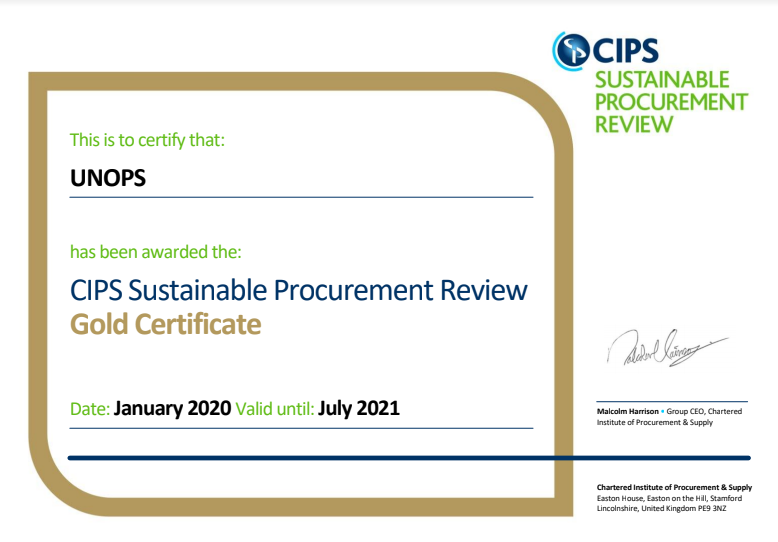 CIPS
SUSTAINABLE
PROCUREMENT
REVIEW
This is to certify that:
UNOPS
has been awarded the:
CIPS Sustainable Procurement Review
Gold Certificate
Date: January 2020 Valid until: July 2021
Malcolm Harrison • Group CEO, Chartered
Institute of Procurement & Supply
Chartered Institute of Procurement & Supply
Easton House, Easton on the Hill, Stamford
Lincolnshire, United Kingdom PE9 3NZ